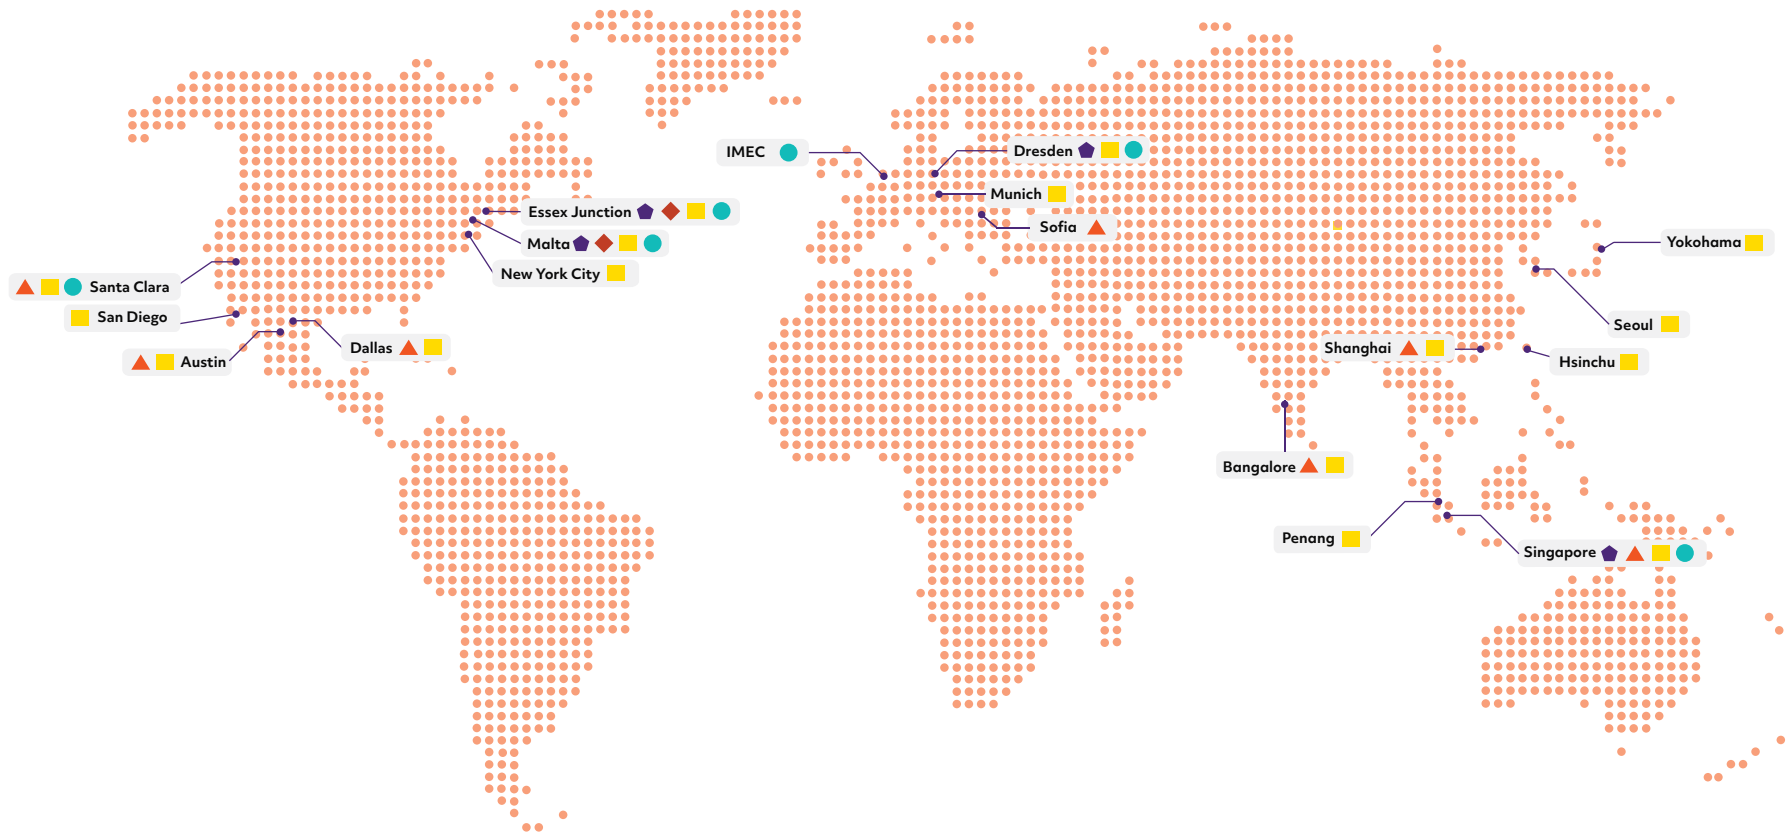 IMEC
Dresden
Munich
Sofia
Essex Junction
Malta
New York City
Santa Clara
San Diego
Austin
Dallas
Yokohama
Seoul
Shanghai
Hsinchu
Bangalore
Penang
Singapore